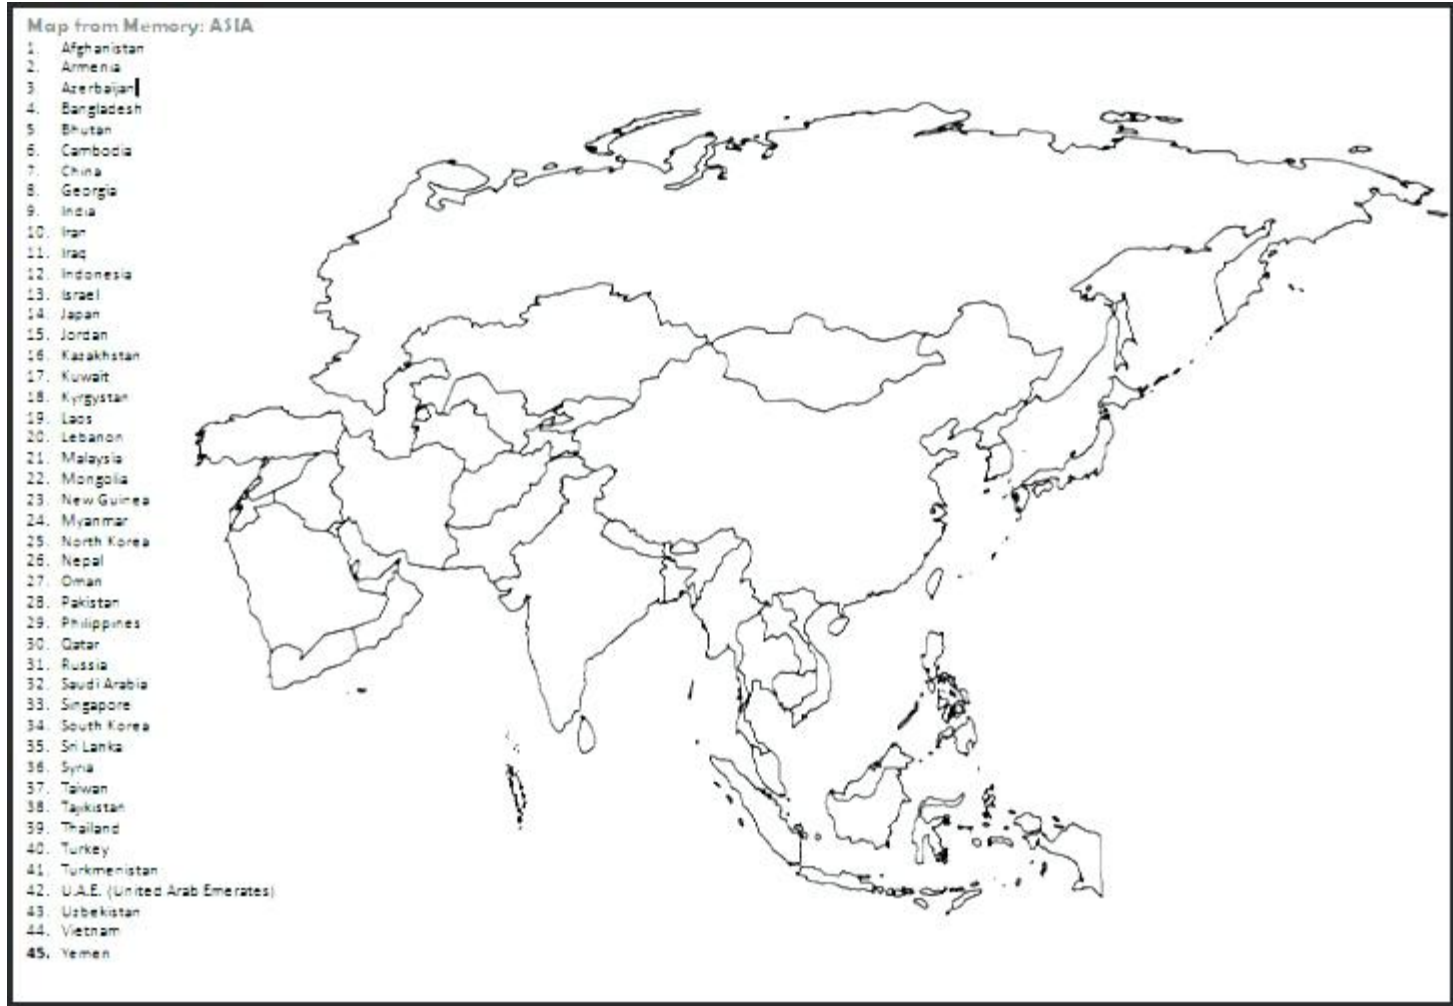 Map from Memory: ASIA
1. Afghanistan
2. Armenia
3. Azerbaijan
4. Bangladesh
5. Bhutan
6. Cambodia
7. China
8. Georgia
9. India
10. Iran
11. Iraq
12. Indonesia
13. Israel
14. Japan
15. Jordan
16. Kazakhstan
17. Kuwait
18. Kyrgystan
19. Laos
20. Lebanon
21. Malaysia
22. Mongolia
23. New Guinea
24. Myanmar
25. North Korea
26. Nepal
27. Oman
28. Pakistan
29. Philippines
30. Qatar
31. Russia
32. Saudi Arabia
33. Singapore
34. South Korea
35. Sri Lanka
36. Syria
37. Taiwan
38. Tajikistan
39. Thailand
40. Turkey
41. Turkmenistan
42. U.A.E. (United Arab Emerates)
43. Uzbekistan
44. Vietnam
45. Yemen